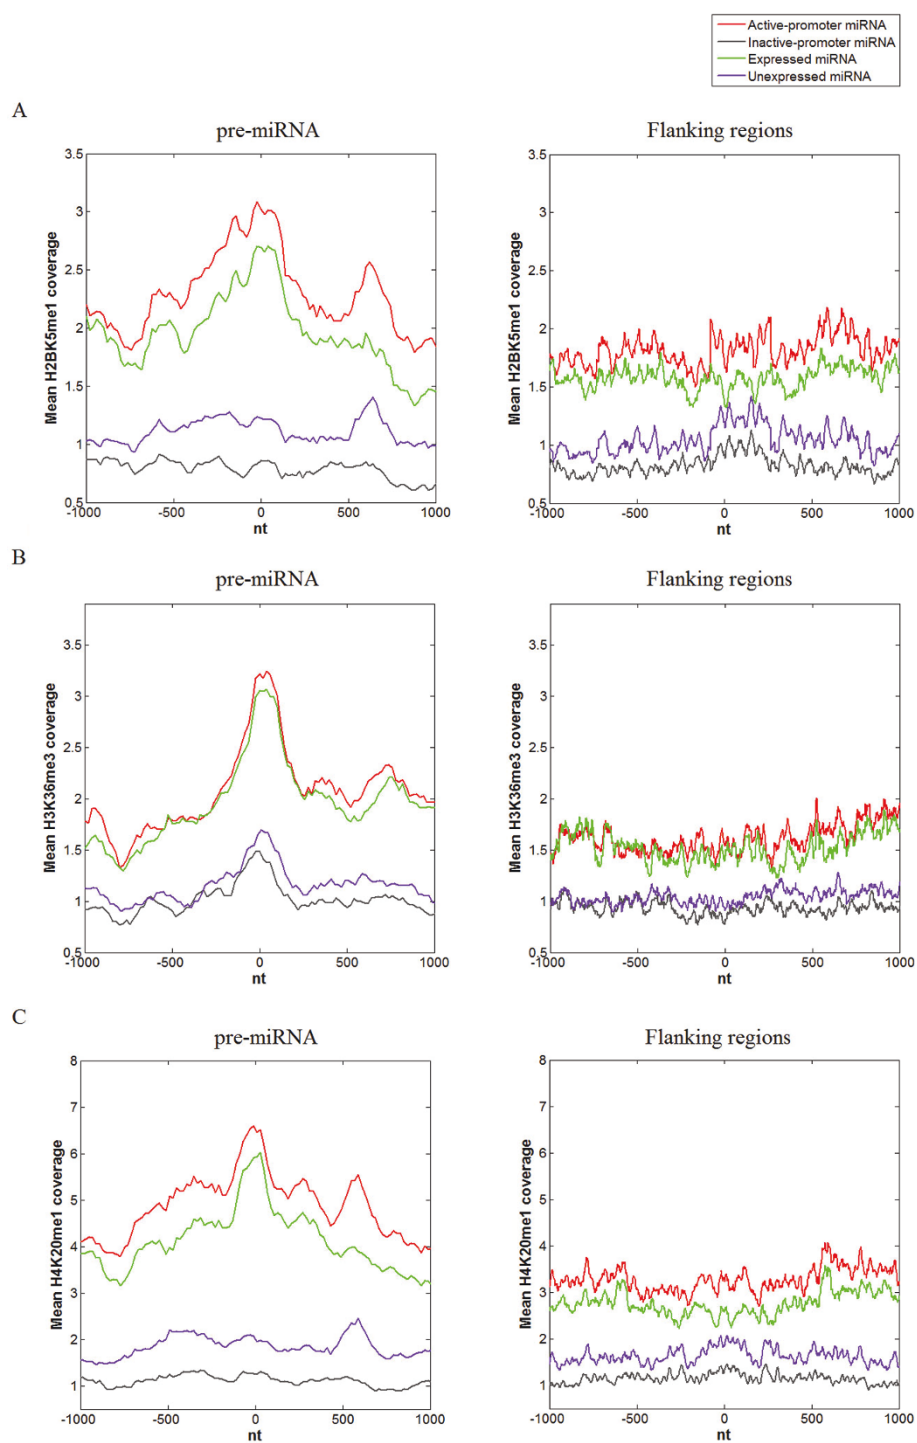 Active-promoter miRNA
Inactive-promoter miRNA
Expressed miRNA
Unexpressed miRNA
A
pre-miRNA
Flanking regions
3.5
3
2.5
2
1.5
1
0.5
-1000
-500
0
500
1000
nt
Mean H2BK5me1 coverage
3.5
3
2.5
2
1.5
1
0.5
-1000
-500
0
500
1000
nt
Mean H2BK5me1 coverage
B
pre-miRNA
Flanking regions
3.5
3
2.5
2
1.5
1
0.5
-1000
-500
0
500
1000
nt
Mean H3K36me3 coverage
3.5
3
2.5
2
1.5
1
0.5
-1000
-500
0
500
1000
nt
Mean H3K36me3 coverage
C
pre-miRNA
Flanking regions
8
7
6
5
4
3
2
1
-1000
-500
0
500
1000
nt
Mean H4K20me1 coverage
8
7
6
5
4
3
2
1
-1000
-500
0
500
1000
nt
Mean H4K20me1 coverage